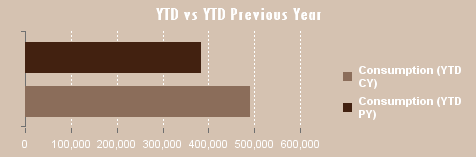 YTD vs YTD Previous Year
Consumption (YTD
CY)
Consumption (YTD
PY)
0 100,000 200,000 300,000 400,000 500,000 600,000